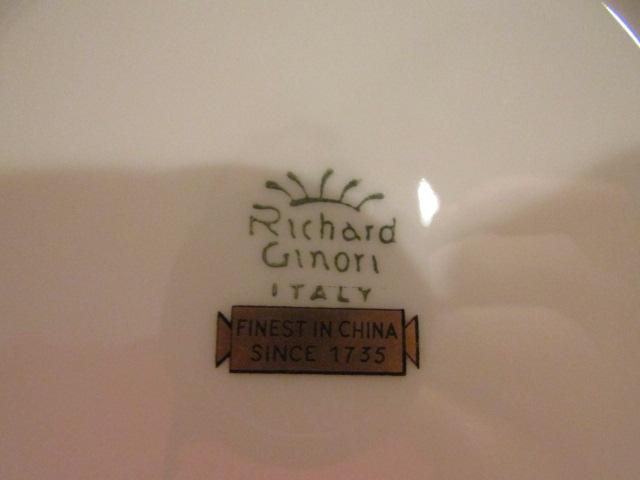 Richard
Ginori
ITALY
FINEST IN CHINA
SINCE 1735